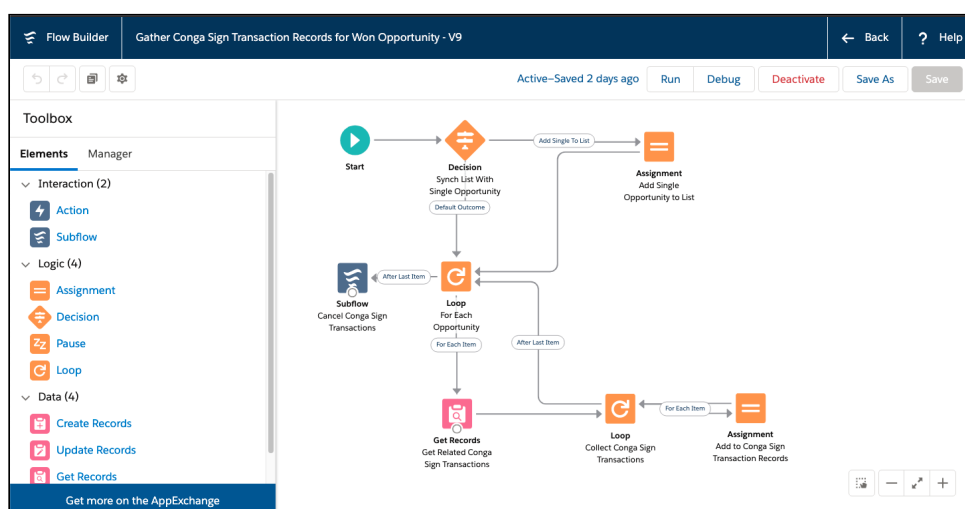 Flow Builder
Gather Conga Sign Transaction Records for Won Opportunity - V9
Back
? Help
Active–Saved 2 days ago
Run
Debug
Deactivate
Save As
Save
Toolbox
Elements
Manager
Interaction (2)
Action
Subflow
Logic (4)
Assignment
Decision
Pause
Loop
Data (4)
Create Records
Update Records
Get Records
Get more on the AppExchange
Start
Decision
Synch List With
Single Opportunity
Default Outcome
Add Single To List
Assignment
Add Single
Opportunity to List
After Last Item
Subflow
Cancel Conga Sign
Transactions
Loop
For Each
Opportunity
For Each Item
After Last Item
Get Records
Get Related Conga
Sign Transactions
Loop
Collect Conga Sign
Transactions
For Each Item
Assignment
Add to Conga Sign
Transaction Records